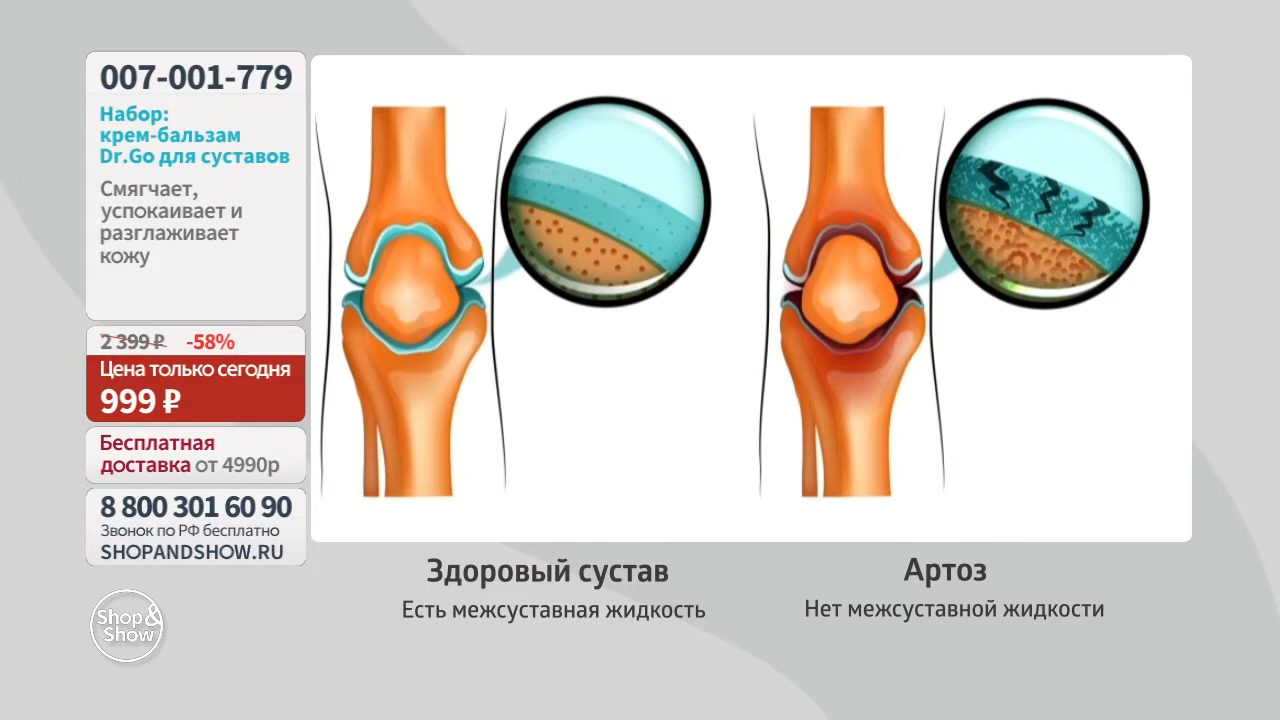 007-001-779
Набор:
крем-бальзам
Dr.Go для суставов
Смягчает,
успокаивает и
разглаживает
кожу
2 399 ₽ -58%
Цена только сегодня
999 ₽
Бесплатная
доставка от 4990р
8 800 301 60 90
Звонок по РФ бесплатно
SHOPANDSHOW.RU
Shop&
Show
Здоровый сустав
Есть межсуставная жидкость
Артоз
Нет межсуставной жидкости